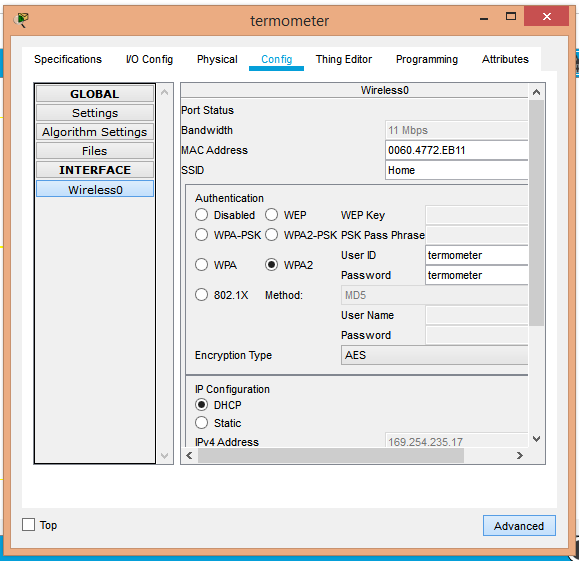 termometer
Specifications I/O Config Physical Config Thing Editor Programming Attributes
GLOBAL
Settings
Algorithm Settings
Files
INTERFACE
Wireless0
Wireless0
Port Status
Bandwidth 11 Mbps
MAC Address 0060.4772.EB11
SSID Home
Authentication
Disabled WEP WEP Key
WPA-PSK WPA2-PSK PSK Pass Phrase
User ID termometer
WPA WPA2
Password termometer
802.1X Method: MD5
User Name
Password
Encryption Type AES
IP Configuration
DHCP
Static
IPv4 Address 169.254.235.17
Top Advanced